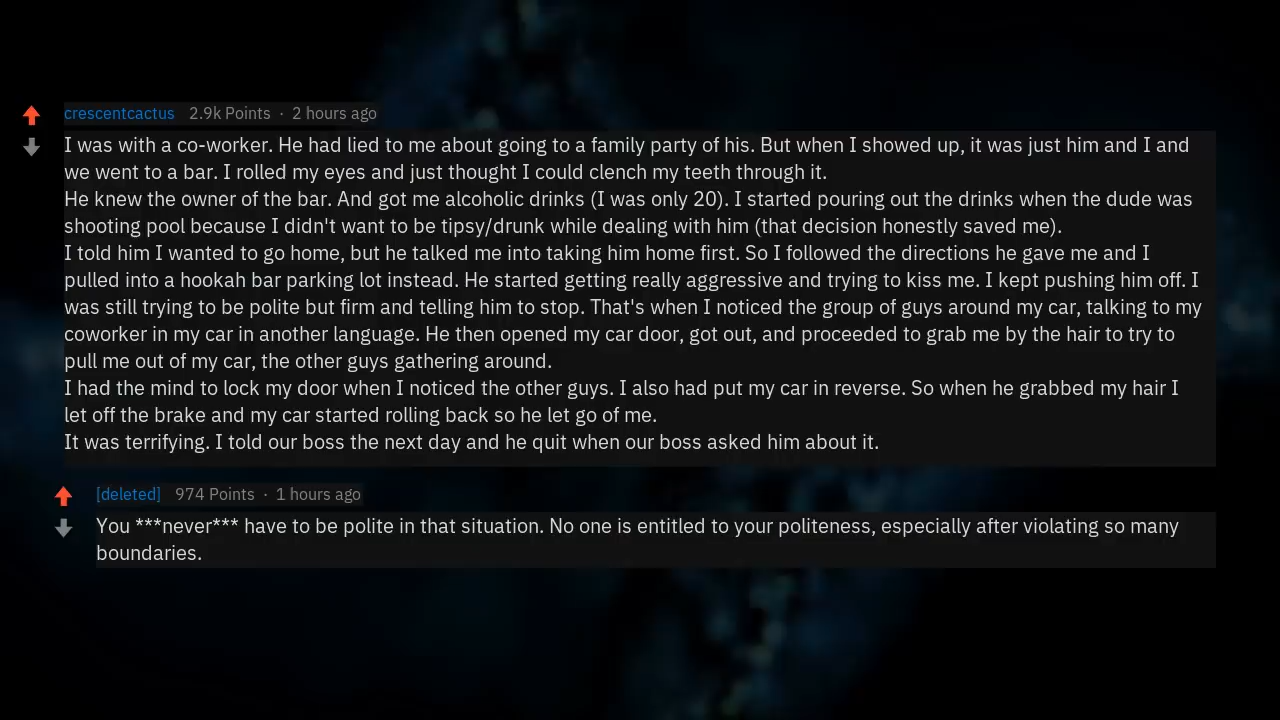 crescentcactus 2.9k Points · 2 hours ago
I was with a co-worker. He had lied to me about going to a family party of his. But when I showed up, it was just him and I and
we went to a bar. I rolled my eyes and just thought I could clench my teeth through it.
He knew the owner of the bar. And got me alcoholic drinks (I was only 20). I started pouring out the drinks when the dude was
shooting pool because I didn't want to be tipsy/drunk while dealing with him (that decision honestly saved me).
I told him I wanted to go home, but he talked me into taking him home first. So I followed the directions he gave me and I
pulled into a hookah bar parking lot instead. He started getting really aggressive and trying to kiss me. I kept pushing him off. I
was still trying to be polite but firm and telling him to stop. That's when I noticed the group of guys around my car, talking to my
coworker in my car in another language. He then opened my car door, got out, and proceeded to grab me by the hair to try to
pull me out of my car, the other guys gathering around.
I had the mind to lock my door when I noticed the other guys. I also had put my car in reverse. So when he grabbed my hair I
let off the brake and my car started rolling back so he let go of me.
It was terrifying. I told our boss the next day and he quit when our boss asked him about it.
[deleted] 974 Points · 1 hours ago
You ***never*** have to be polite in that situation. No one is entitled to your politeness, especially after violating so many
boundaries.